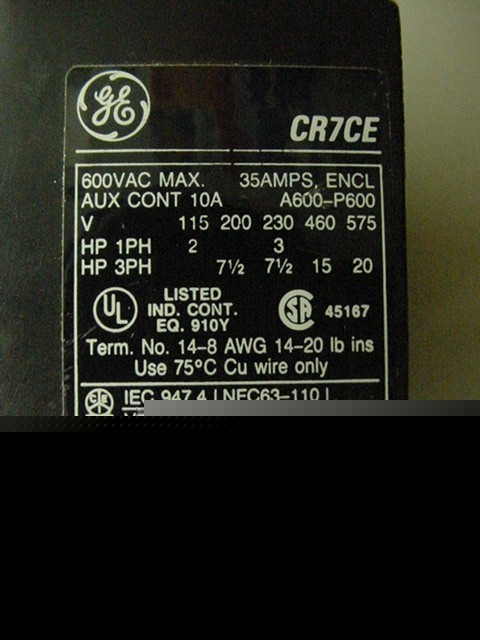 GE
CR7CE
600VAC MAX. 35AMPS, ENCL
AUX CONT 10A A600-P600
V 115 200 230 460 575
HP 1PH 2 3
HP 3PH 7½ 7½ 15 20
UL LISTED IND. CONT. EQ. 910Y SA 45167
Term. No. 14-8 AWG 14-20 lb ins
Use 75°C Cu wire only
IEC 947.4 NFC63-110